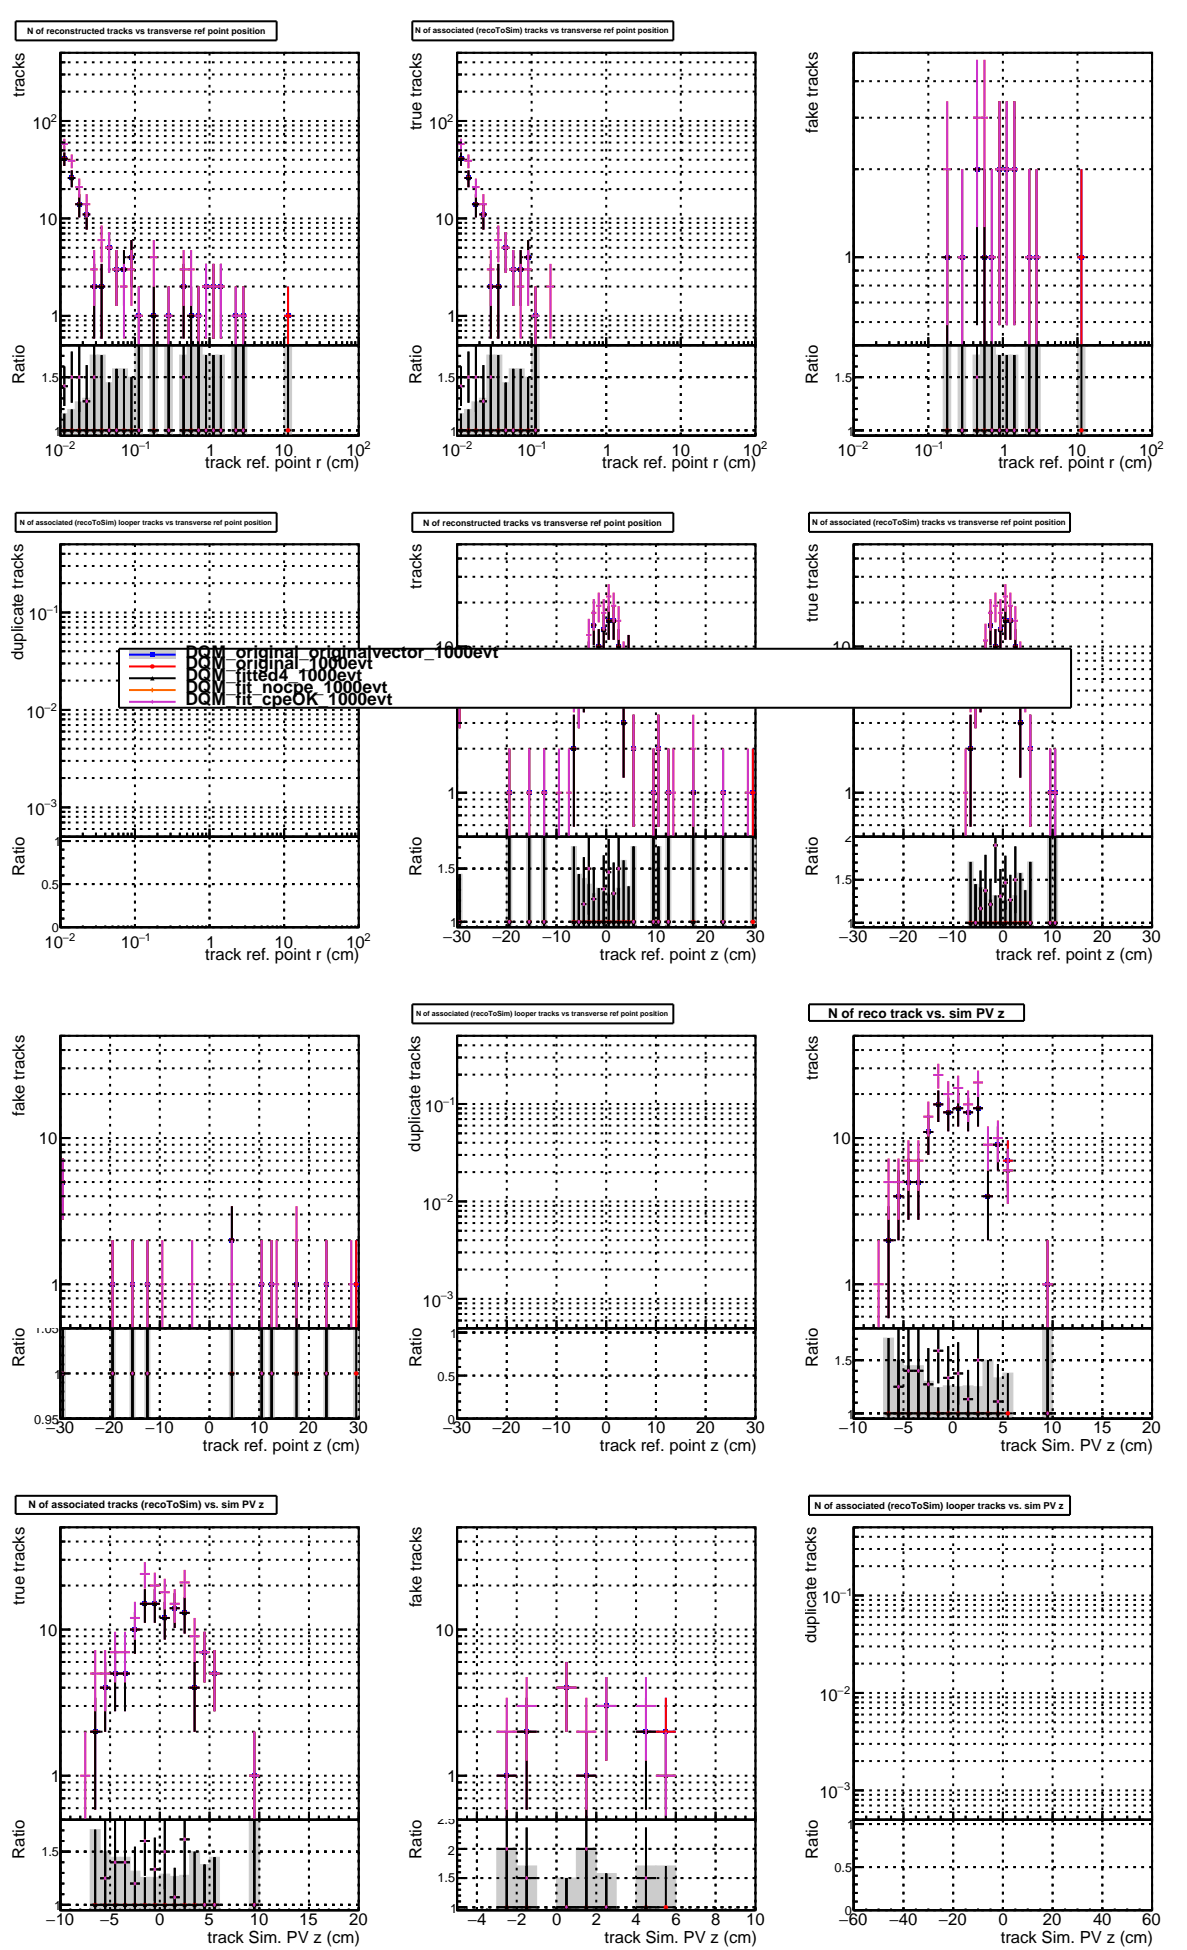 N of reconstructed tracks vs transverse ref point position
tracks
10²
10
1
Ratio
1.5
1
10⁻² 10⁻¹ 1 10 10²
track ref. point r (cm)
N of associated (recoToSim) tracks vs transverse ref point position
true tracks
10²
10
1
Ratio
1.5
1
10⁻² 10⁻¹ 1 10 10²
track ref. point r (cm)
fake tracks
1
Ratio
1.5
1
10⁻² 10⁻¹ 1 10 10²
track ref. point r (cm)
N of associated (recoToSim) looper tracks vs transverse ref point position
duplicate tracks
10⁻¹
10⁻²
10⁻³
Ratio
1
0.5
0
10⁻² 10⁻¹ 1 10 10²
track ref. point r (cm)
N of reconstructed tracks vs transverse ref point position
tracks
10
1
Ratio
1.5
1
−30 −20 −10 0 10 20 30
track ref. point z (cm)
N of associated (recoToSim) tracks vs transverse ref point position
true tracks
10
1
Ratio
2
1.5
1
−30 −20 −10 0 10 20 30
track ref. point z (cm)
DQM_original_originalvector_1000evt
DQM_original_1000evt
DQM_fitted4_1000evt
DQM_fit_nocpe_1000evt
DQM_fit_cpeOK_1000evt
fake tracks
10
1
Ratio
1.05
1
0.95
−30 −20 −10 0 10 20 30
track ref. point z (cm)
N of associated (recoToSim) looper tracks vs transverse ref point position
duplicate tracks
10⁻¹
10⁻²
10⁻³
Ratio
1
0.5
0
−30 −20 −10 0 10 20 30
track ref. point z (cm)
N of reco track vs. sim PV z
tracks
10
1
Ratio
1.5
1
−10 −5 0 5 10 15 20
track Sim. PV z (cm)
N of associated tracks (recoToSim) vs. sim PV z
true tracks
10
1
Ratio
1.5
1
−10 −5 0 5 10 15 20
track Sim. PV z (cm)
fake tracks
10
1
Ratio
2.5
2
1.5
1
−4 −2 0 2 4 6 8 10
track Sim. PV z (cm)
N of associated (recoToSim) looper tracks vs. sim PV z
duplicate tracks
10⁻¹
10⁻²
10⁻³
Ratio
1
0.5
0
−60 −40 −20 0 20 40 60
track Sim. PV z (cm)